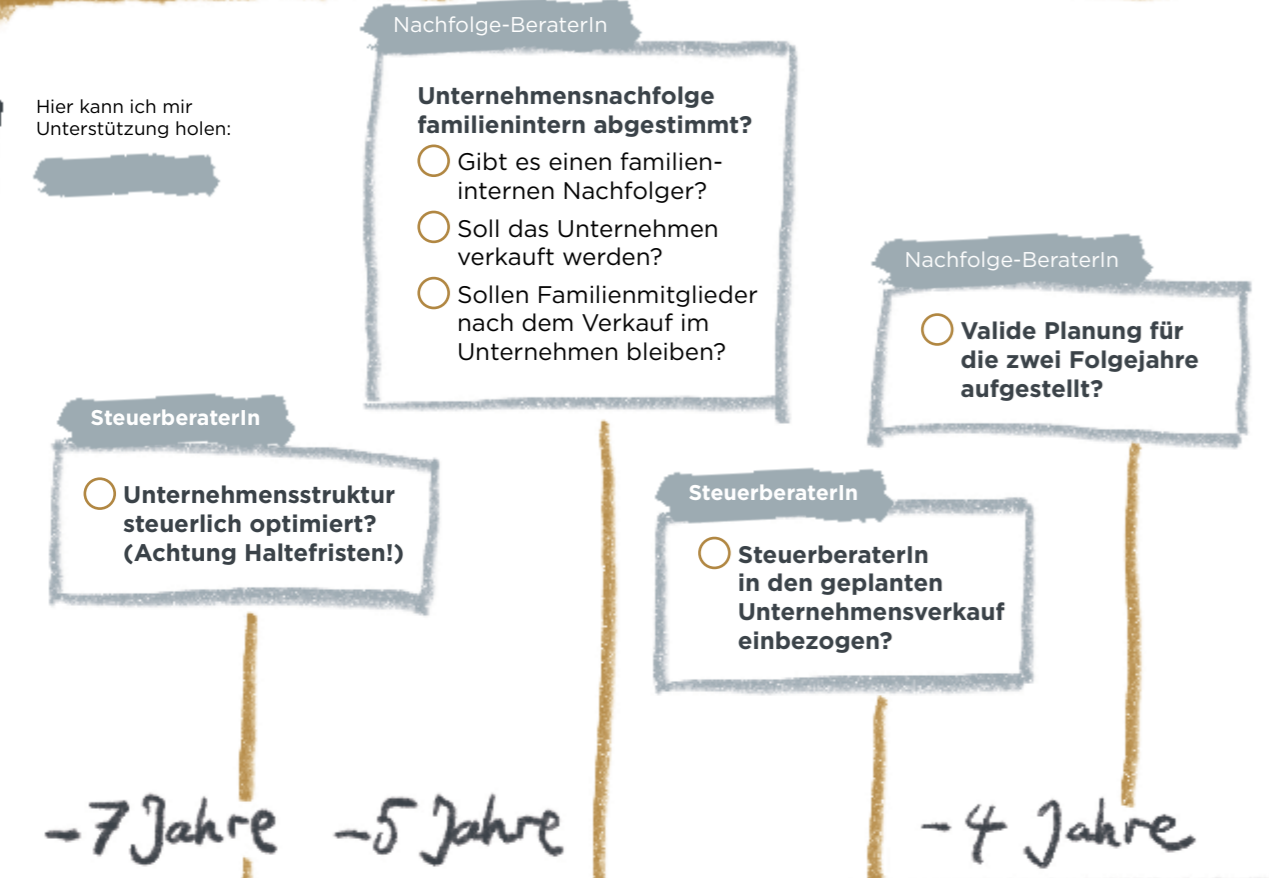 Nachfolge-BeraterIn
Hier kann ich mir
Unterstützung holen:
Unternehmensnachfolge
familienintern abgestimmt?
Gibt es einen familien-
internen Nachfolger?
Soll das Unternehmen
verkauft werden?
Sollen Familienmitglieder
nach dem Verkauf im
Unternehmen bleiben?
Nachfolge-BeraterIn
Valide Planung für
die zwei Folgejahre
aufgestellt?
SteuerberaterIn
Unternehmensstruktur
steuerlich optimiert?
(Achtung Haltefristen!)
SteuerberaterIn
SteuerberaterIn
in den geplanten
Unternehmensverkauf
einbezogen?
-7 Jahre
-5 Jahre
-4 Jahre